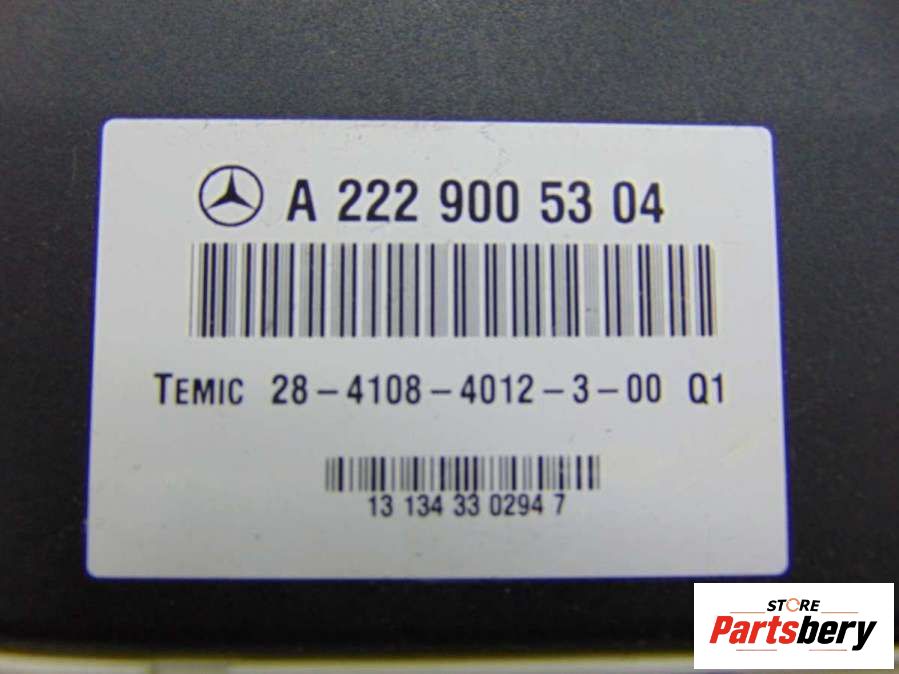 A 222 900 53 04
TEMIC 28-4108-4012-3-00 Q1
13 134 33 0294 7
STORE
Partsbery